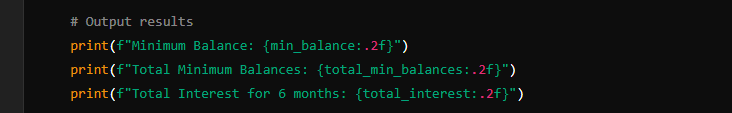 # Output results
print(f"Minimum Balance: {min_balance:.2f}")
print(f"Total Minimum Balances: {total_min_balances:.2f}")
print(f"Total Interest for 6 months: {total_interest:.2f}")